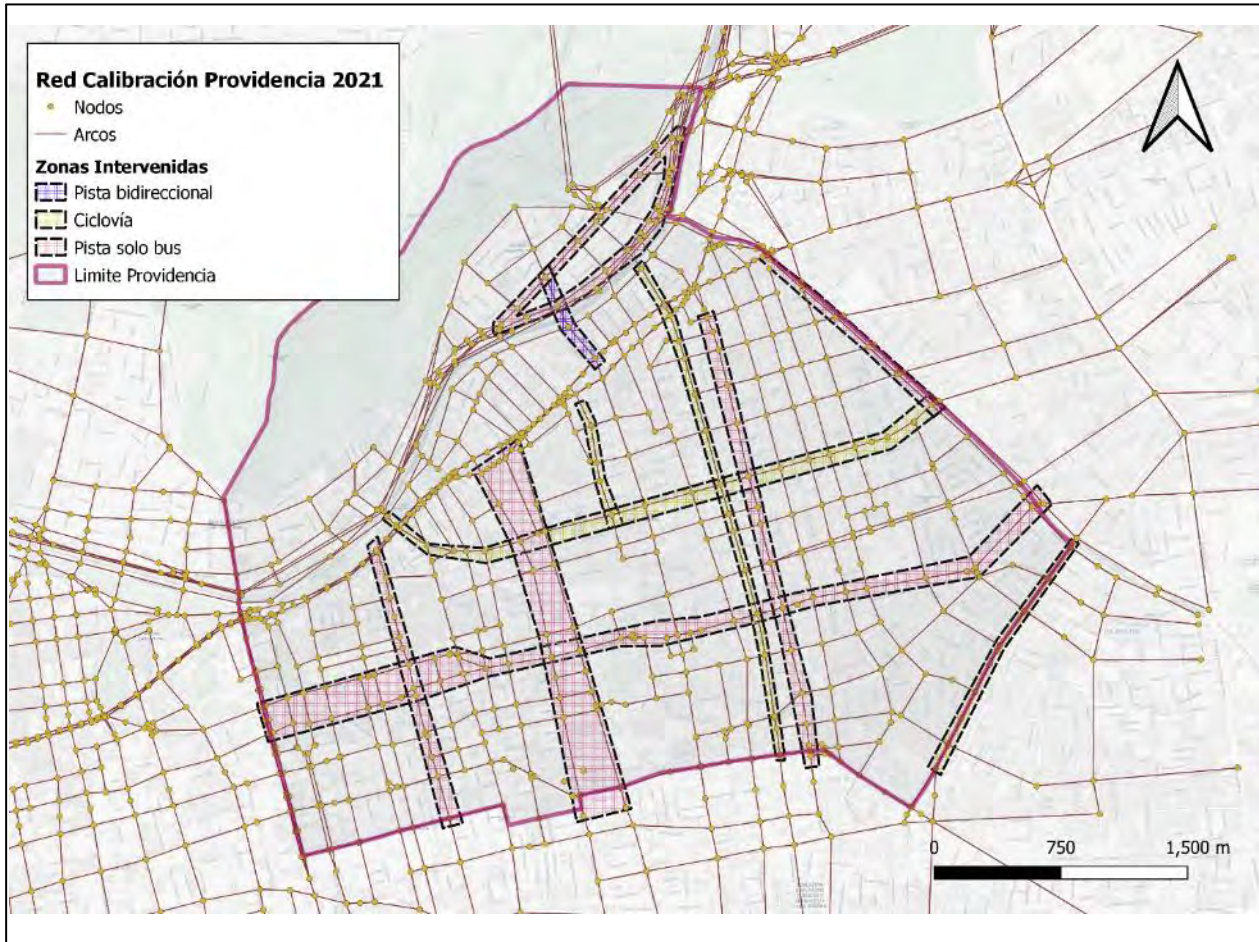 Red Calibración Providencia 2021
Nodos
Arcos
Zonas Intervenidas
Pista bidireccional
Ciclovía
Pista solo bus
Limite Providencia
0 750 1,500 m